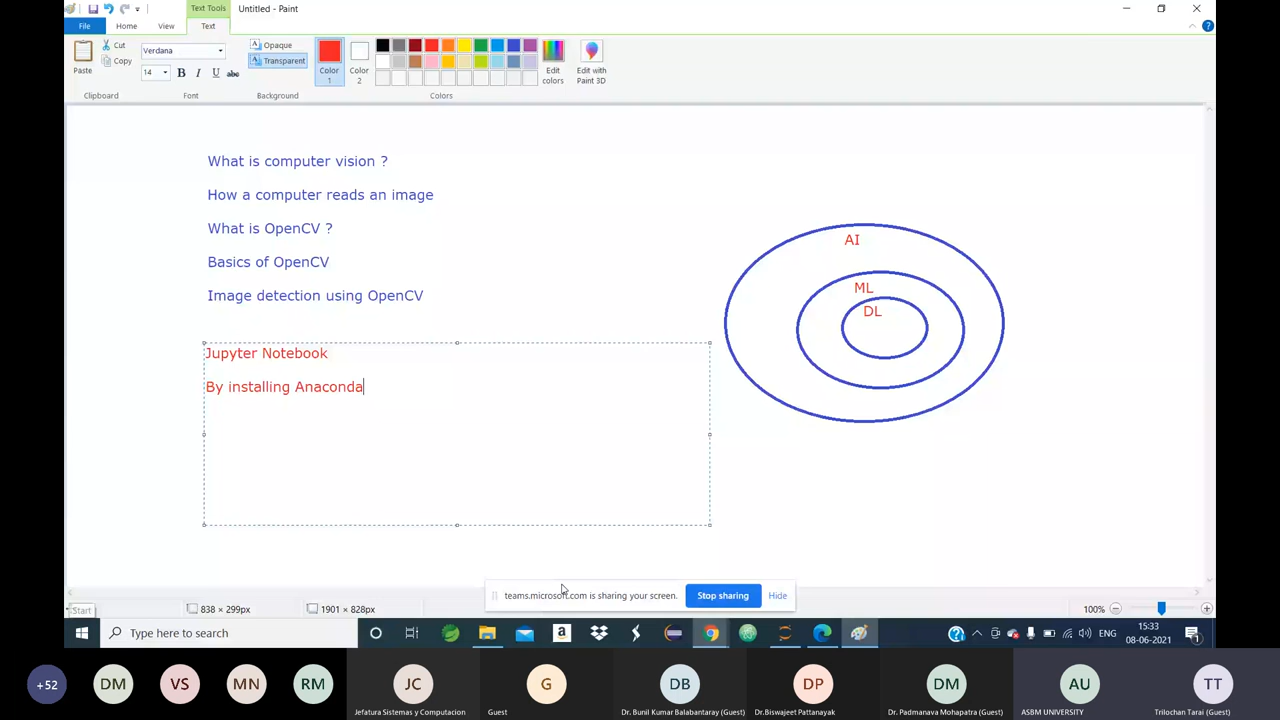 Text Tools
Untitled - Paint
File
Home
View
Text
Paste
Cut
Copy
Clipboard
Verdana
14
B
I
U
abc
Font
Opaque
Transparent
Background
Color
1
Color
2
Edit
colors
Edit with
Paint 3D
Colors
What is computer vision ?
How a computer reads an image
What is OpenCV ?
Basics of OpenCV
Image detection using OpenCV
Jupyter Notebook
By installing Anaconda
AI
ML
DL
teams.microsoft.com is sharing your screen.
Stop sharing
Hide
Start
838 × 299px
1901 × 828px
100%
Type here to search
ENG
15:33
08-06-2021
+52
DM
VS
MN
RM
JC
Jefatura Sistemas y Computacion
G
Guest
DB
Dr. Bunil Kumar Balabantaray (Guest)
DP
Dr.Biswajeet Pattanayak
DM
Dr. Padmanava Mohapatra (Guest)
AU
ASBM UNIVERSITY
TT
Trilochan Tarai (Guest)